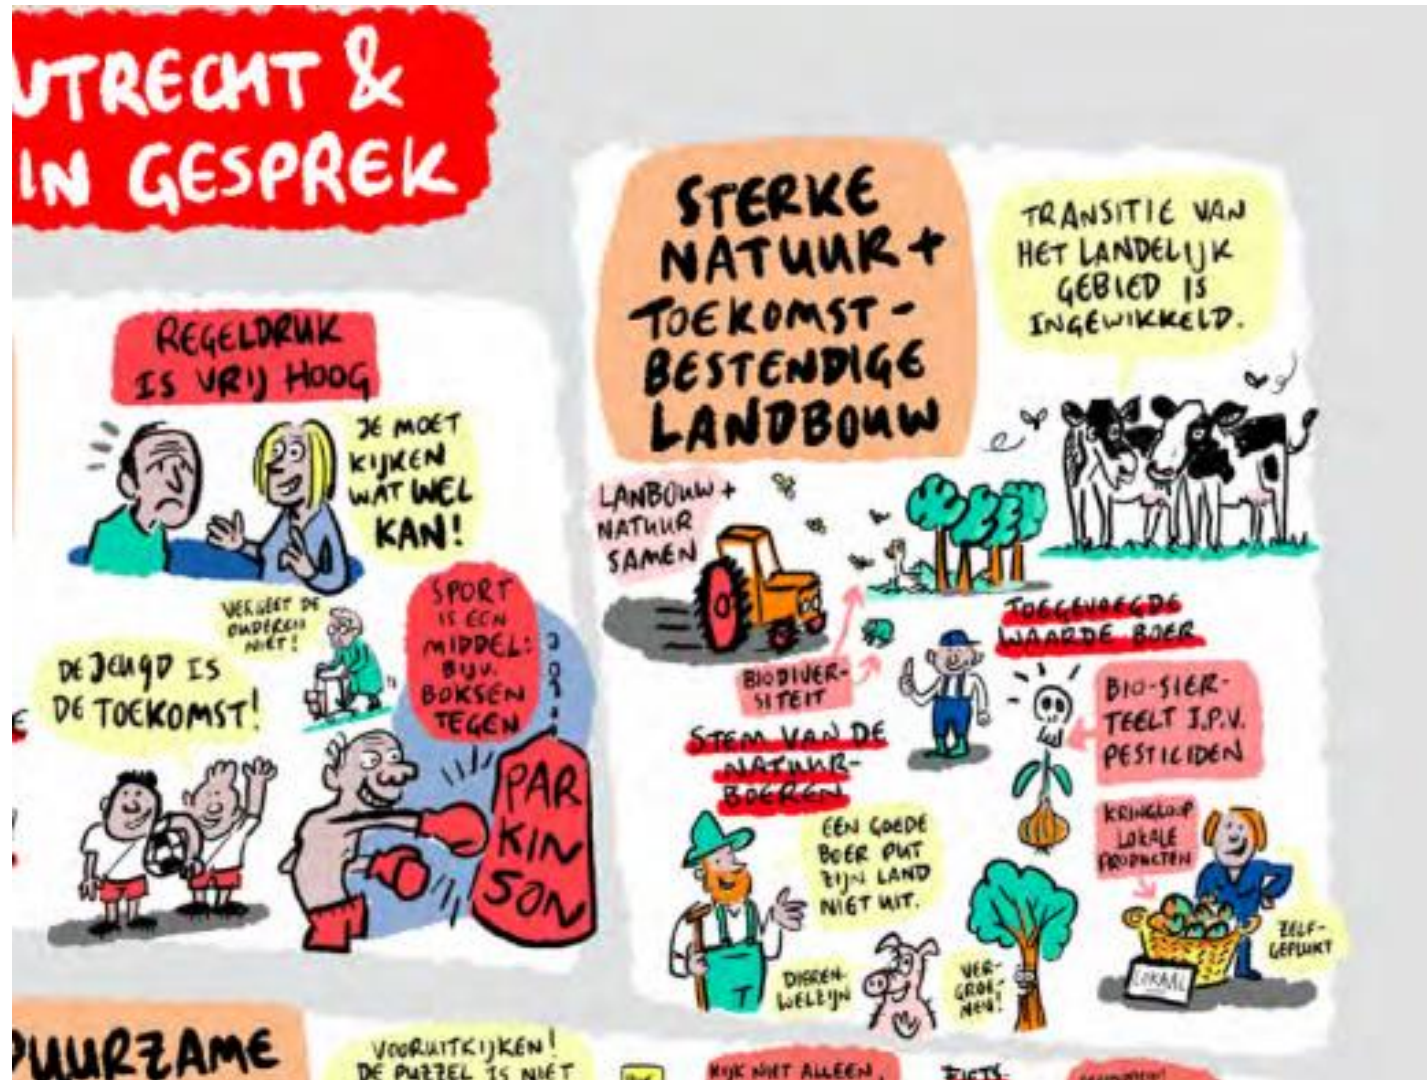 UTRECHT &
IN GESPREK
REGELDRUK
IS VRIJ HOOG
JE MOET
KIJKEN
WAT WEL
KAN!
VERGEET DE
OUDEREN
NIET!
DE JEUGD IS
DE TOEKOMST!
SPORT
IS EEN
MIDDEL:
BIJV.
BOKSEN
TEGEN
PAR
KIN
SON
STERKE
NATUUR +
TOEKOMST-
BESTENDIGE
LANDBOUW
TRANSITIE VAN
HET LANDELIJK
GEBIED IS
INGEWIKKELD.
LANBOUW +
NATUUR
SAMEN
BIODIVER-
SITEIT
TOEGEVOEGDE
WAARDE BOER
BIO-SIER-
TEELT I.P.V.
PESTICIDEN
STEM VAN DE
NATUUR-
BOEREN
EEN GOEDE
BOER PUT
ZIJN LAND
NIET UIT.
DIEREN-
WELZIJN
VER-
GROE-
NEN!
KRINGLOOP
LOKALE
PRODUCTEN
LOKAAL
ZELF-
GEPLUKT
DUURZAME
VOORUITKIJKEN!
DE PUZZEL IS NIET
KIJK NIET ALLEEN
FIETS-